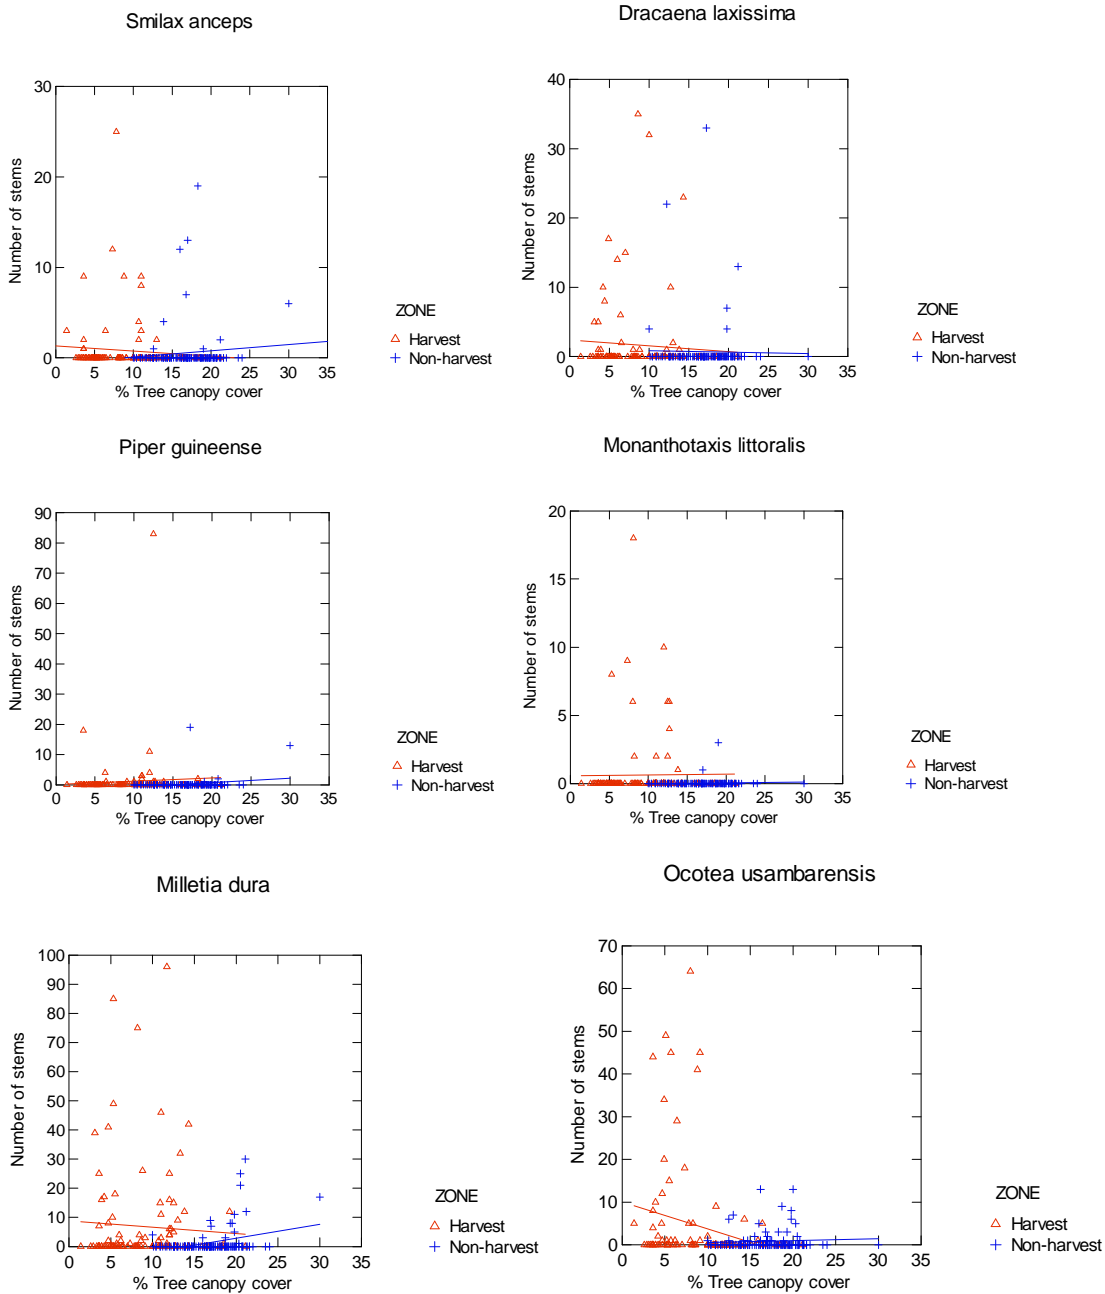 Smilax anceps
30
20
10
0
0 5 10 15 20 25 30 35
Number of stems
% Tree canopy cover
ZONE
Harvest
Non-harvest
Dracaena laxissima
40
30
20
10
0
0 5 10 15 20 25 30 35
Number of stems
% Tree canopy cover
ZONE
Harvest
Non-harvest
Piper guineense
90
80
70
60
50
40
30
20
10
0
0 5 10 15 20 25 30 35
Number of stems
% Tree canopy cover
ZONE
Harvest
Non-harvest
Monanthotaxis littoralis
20
15
10
5
0
0 5 10 15 20 25 30 35
Number of stems
% Tree canopy cover
ZONE
Harvest
Non-harvest
Milletia dura
100
90
80
70
60
50
40
30
20
10
0
0 5 10 15 20 25 30 35
Number of stems
% Tree canopy cover
ZONE
Harvest
Non-harvest
Ocotea usambarensis
70
60
50
40
30
20
10
0
0 5 10 15 20 25 30 35
Number of stems
% Tree canopy cover
ZONE
Harvest
Non-harvest